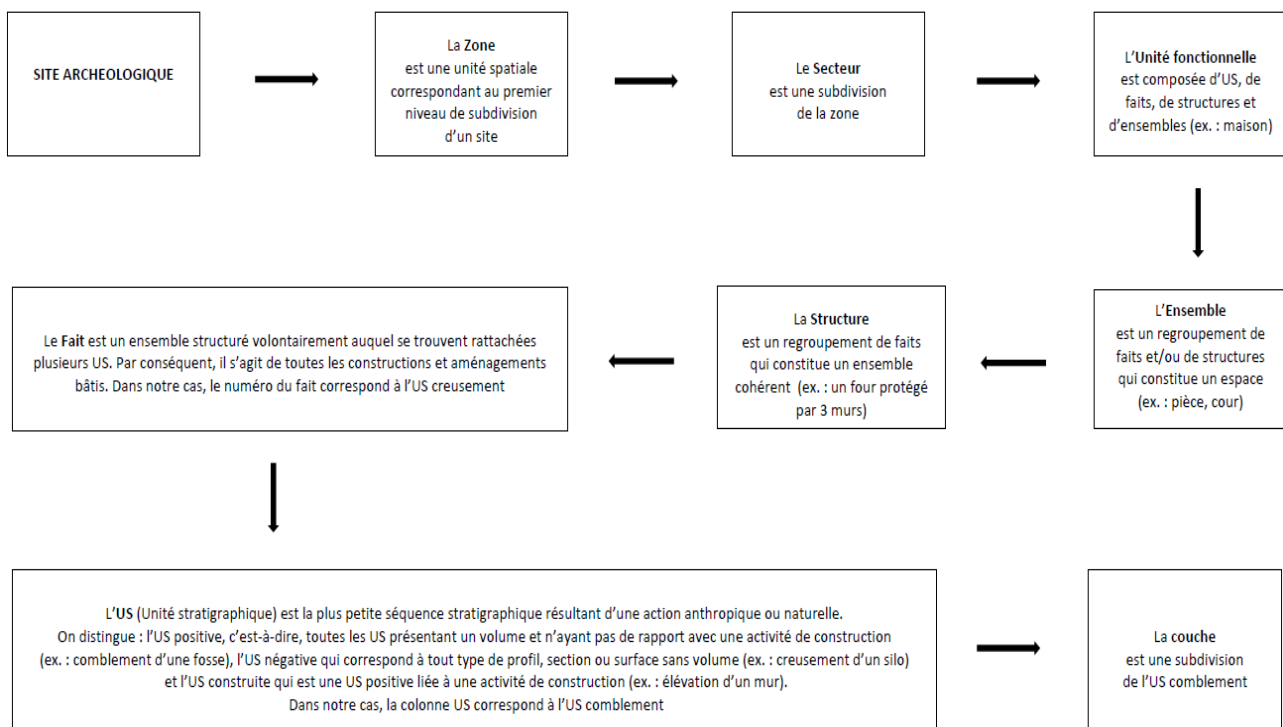 SITE ARCHEOLOGIQUE
La Zone
est une unité spatiale
correspondant au premier
niveau de subdivision
d'un site
Le Secteur
est une subdivision
de la zone
L'Unité fonctionnelle
est composée d'US, de
faits, de structures et
d'ensembles (ex. : maison)
L'Ensemble
est un regroupement de
faits et/ou de structures
qui constitue un espace
(ex. : pièce, cour)
La Structure
est un regroupement de faits
qui constitue un ensemble
cohérent (ex. : un four protégé
par 3 murs)
Le Fait est un ensemble structuré volontairement auquel se trouvent rattachées
plusieurs US. Par conséquent, il s'agit de toutes les constructions et aménagements
bâtis. Dans notre cas, le numéro du fait correspond à l'US creusement
L'US (Unité stratigraphique) est la plus petite séquence stratigraphique résultant d'une action anthropique ou naturelle.
On distingue : l'US positive, c'est-à-dire, toutes les US présentant un volume et n'ayant pas de rapport avec une activité de construction
(ex. : comblement d'une fosse), l'US négative qui correspond à tout type de profil, section ou surface sans volume (ex. : creusement d'un silo)
et l'US construite qui est une US positive liée à une activité de construction (ex. : élévation d'un mur).
Dans notre cas, la colonne US correspond à l'US comblement
La couche
est une subdivision
de l'US comblement